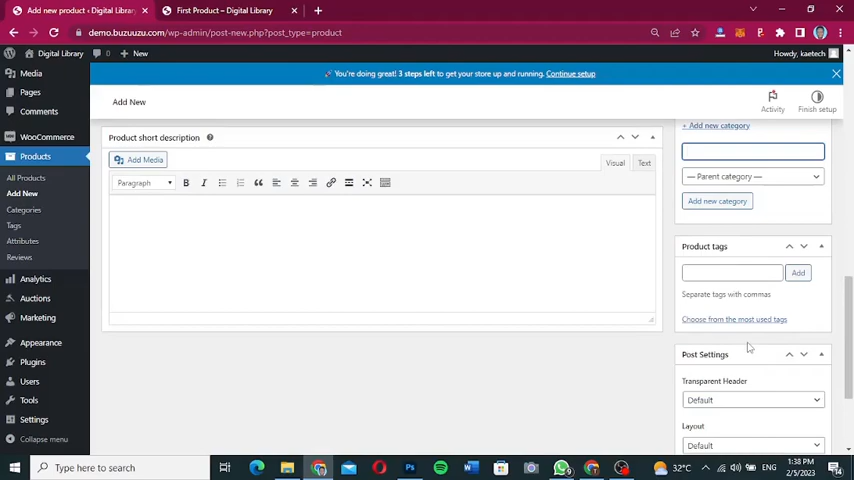 Add new product ‹ Digital Library
First Product – Digital Library
demo.buzuuzu.com/wp-admin/post-new.php?post_type=product
Digital Library
0
New
Howdy, kaetech
Media
Pages
Comments
WooCommerce
Products
All Products
Add New
Categories
Tags
Attributes
Reviews
Analytics
Auctions
Marketing
Appearance
Plugins
Users
Tools
Settings
Collapse menu
🚀 You're doing great! 3 steps left to get your store up and running. Continue setup
Add New
Activity
Finish setup
Product short description
Add Media
Visual
Text
Paragraph
+ Add new category
— Parent category —
Add new category
Product tags
Add
Separate tags with commas
Choose from the most used tags
Post Settings
Transparent Header
Default
Layout
Default
Type here to search
32°C
ENG
1:38 PM
2/5/2023